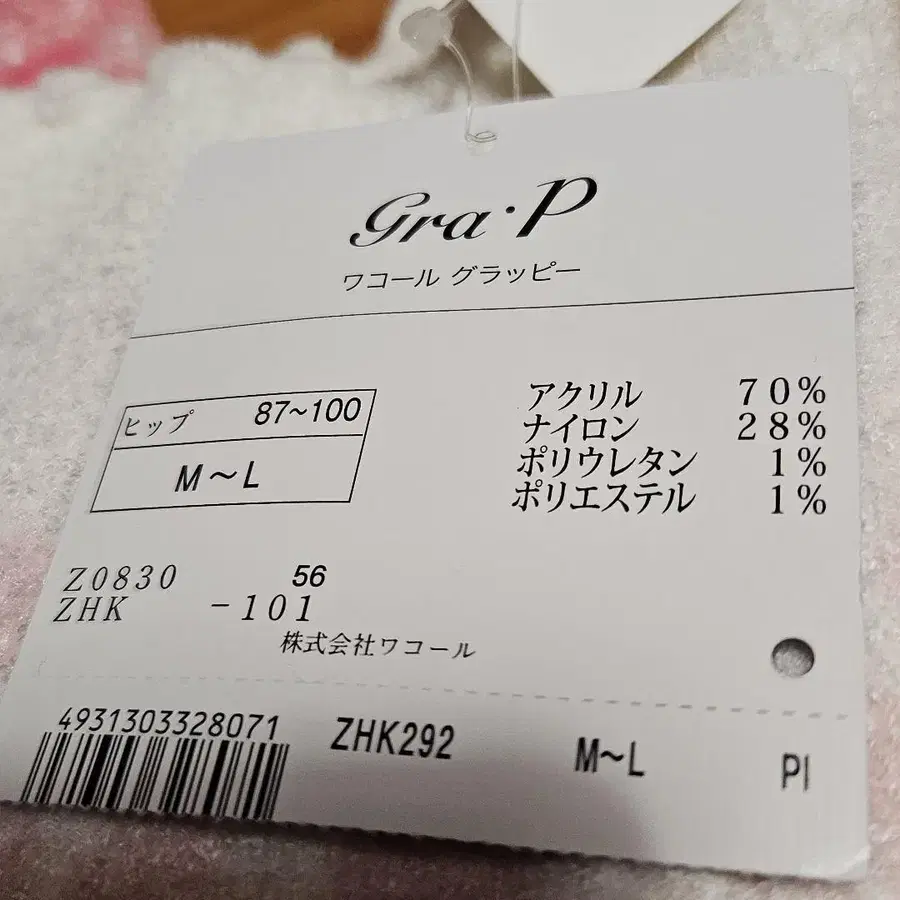 Gra・P
ワコール グラッピー
ヒップ 87~100
M~L
アクリル 70%
ナイロン 28%
ポリウレタン 1%
ポリエステル 1%
Z0830 56
ZHK -101
株式会社ワコール
4931303328071 ZHK292 M~L PI